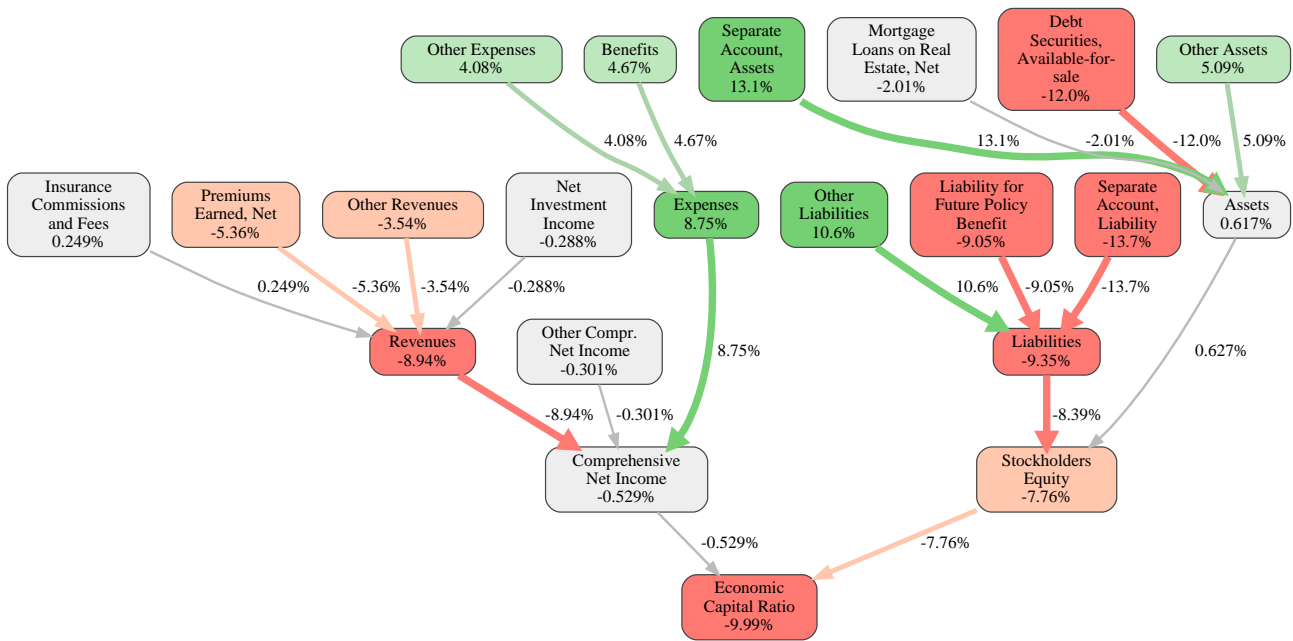 Other Expenses
4.08%
Benefits
4.67%
Separate
Account,
Assets
13.1%
Mortgage
Loans on Real
Estate, Net
-2.01%
Debt
Securities,
Available-for-
sale
-12.0%
Other Assets
5.09%
4.08%
4.67%
13.1%
-2.01%
-12.0%
5.09%
Insurance
Commissions
and Fees
0.249%
Premiums
Earned, Net
-5.36%
Other Revenues
-3.54%
Net
Investment
Income
-0.288%
Expenses
8.75%
Other
Liabilities
10.6%
Liability for
Future Policy
Benefit
-9.05%
Separate
Account,
Liability
-13.7%
Assets
0.617%
0.249%
-5.36%
-3.54%
-0.288%
10.6%
-9.05%
-13.7%
Revenues
-8.94%
Other Compr.
Net Income
-0.301%
8.75%
Liabilities
-9.35%
0.627%
-8.94%
-0.301%
-8.39%
Comprehensive
Net Income
-0.529%
Stockholders
Equity
-7.76%
-0.529%
-7.76%
Economic
Capital Ratio
-9.99%